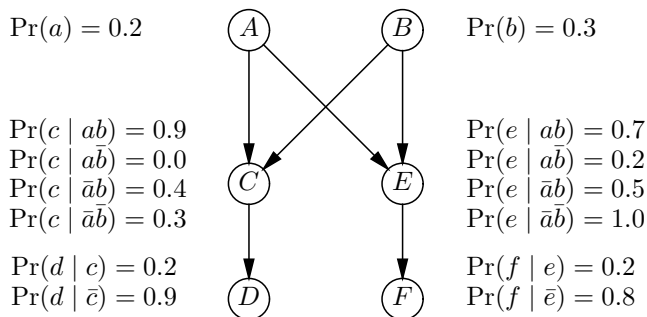 Pr(a) = 0.2 A B Pr(b) = 0.3
Pr(c | ab) = 0.9 Pr(e | ab) = 0.7
Pr(c | ab̄) = 0.0 Pr(e | ab̄) = 0.2
Pr(c | āb) = 0.4 C E Pr(e | āb) = 0.5
Pr(c | āb̄) = 0.3 Pr(e | āb̄) = 1.0
Pr(d | c) = 0.2 Pr(f | e) = 0.2
Pr(d | c̄) = 0.9 D F Pr(f | ē) = 0.8